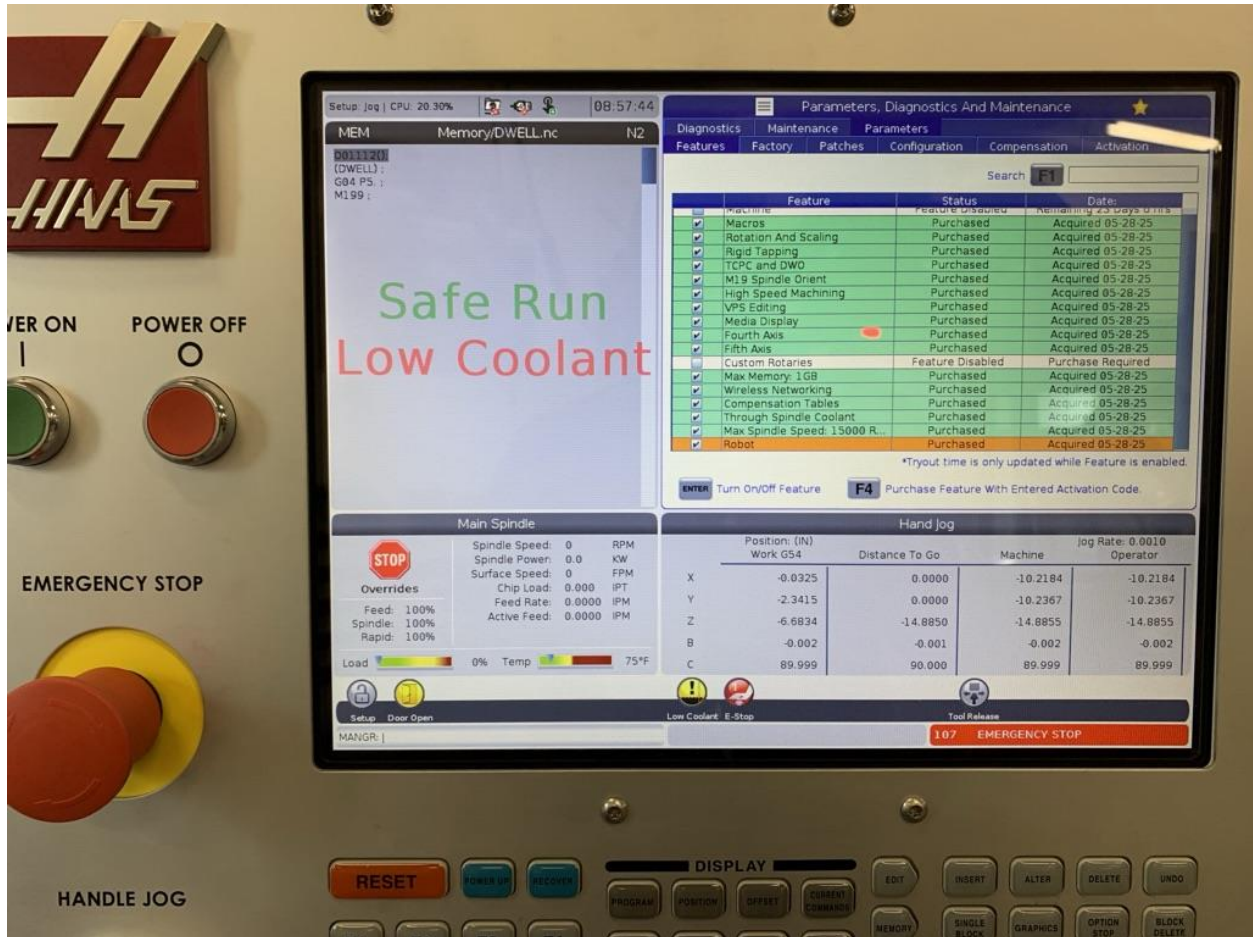 HAAS
Setup: Jog | CPU: 20.30% 08:57:44
MEM Memory/DWELL.nc N2
O01112();
(DWELL) ;
G04 P5. ;
M199 ;
Safe Run
Low Coolant
Parameters, Diagnostics And Maintenance
Diagnostics Maintenance Parameters
Features Factory Patches Configuration Compensation Activation
Search F1
Feature Status Date:
Machine Feature Disabled Remaining 23 Days 0 hrs
Macros Purchased Acquired 05-28-25
Rotation And Scaling Purchased Acquired 05-28-25
Rigid Tapping Purchased Acquired 05-28-25
TCPC and DWO Purchased Acquired 05-28-25
M19 Spindle Orient Purchased Acquired 05-28-25
High Speed Machining Purchased Acquired 05-28-25
VPS Editing Purchased Acquired 05-28-25
Media Display Purchased Acquired 05-28-25
Fourth Axis Purchased Acquired 05-28-25
Fifth Axis Purchased Acquired 05-28-25
Custom Rotaries Feature Disabled Purchase Required
Max Memory: 1GB Purchased Acquired 05-28-25
Wireless Networking Purchased Acquired 05-28-25
Compensation Tables Purchased Acquired 05-28-25
Through Spindle Coolant Purchased Acquired 05-28-25
Max Spindle Speed: 15000 R... Purchased Acquired 05-28-25
Robot Purchased Acquired 05-28-25
*Tryout time is only updated while Feature is enabled.
ENTER Turn On/Off Feature F4 Purchase Feature With Entered Activation Code.
Main Spindle
STOP
Overrides
Feed: 100%
Spindle: 100%
Rapid: 100%
Spindle Speed: 0 RPM
Spindle Power: 0.0 KW
Surface Speed: 0 FPM
Chip Load: 0.000 IPT
Feed Rate: 0.0000 IPM
Active Feed: 0.0000 IPM
Load 0% Temp 75°F
Hand Jog
Position: (IN) Jog Rate: 0.0010
Work G54 Distance To Go Machine Operator
X -0.0325 0.0000 -10.2184 -10.2184
Y -2.3415 0.0000 -10.2367 -10.2367
Z -6.6834 -14.8850 -14.8855 -14.8855
B -0.002 -0.001 -0.002 -0.002
C 89.999 90.000 89.999 89.999
Setup Door Open Low Coolant E-Stop Tool Release
MANGR: | 107 EMERGENCY STOP
VER ON POWER OFF
EMERGENCY STOP
HANDLE JOG
DISPLAY
RESET POWER UP RECOVER
PROGRAM POSITION OFFSET CURRENT COMMANDS
EDIT INSERT ALTER DELETE UNDO
MEMORY SINGLE BLOCK GRAPHICS OPTION STOP BLOCK DELETE